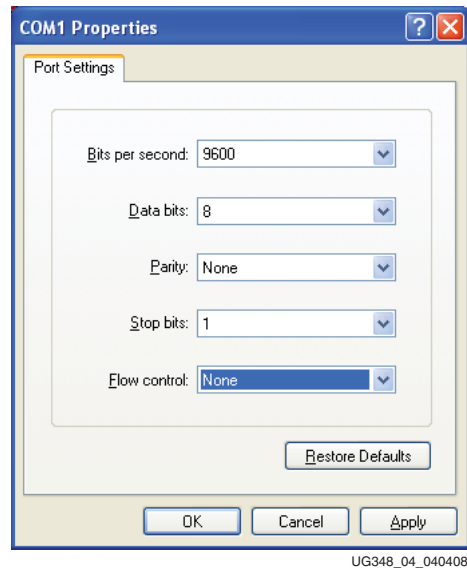 COM1 Properties
Port Settings
Bits per second: 9600
Data bits: 8
Parity: None
Stop bits: 1
Flow control: None
Restore Defaults
OK Cancel Apply
UG348_04_040408